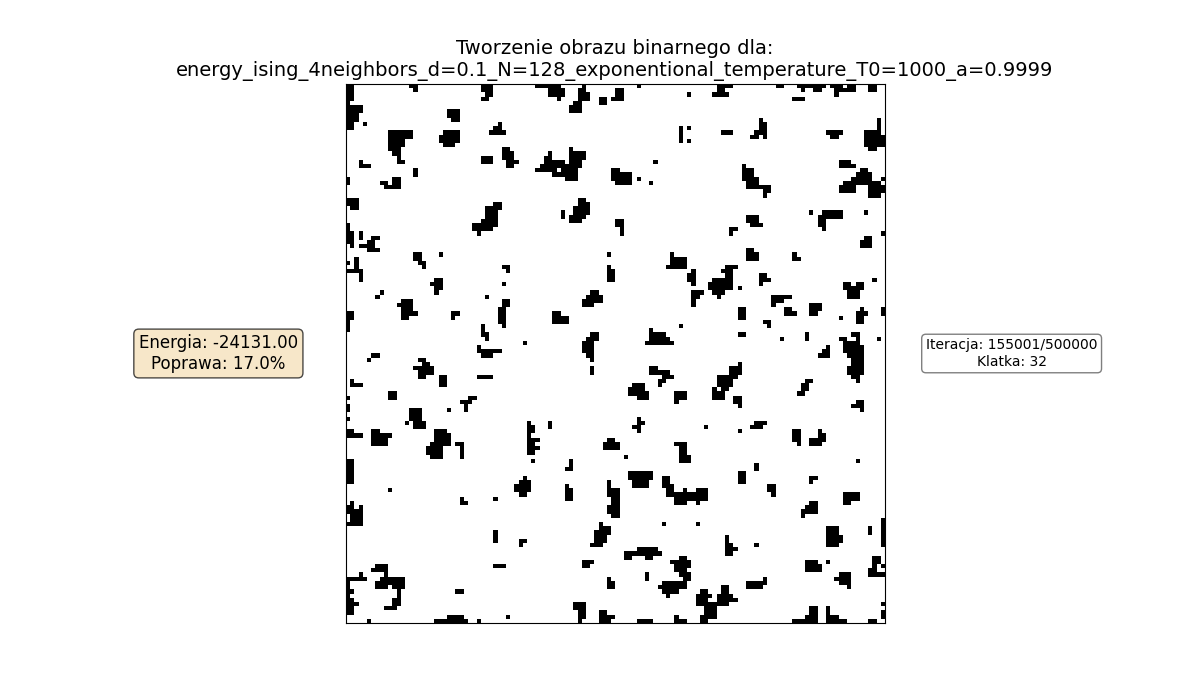 Tworzenie obrazu binarnego dla:
energy_ising_4neighbors_d=0.1_N=128_exponentional_temperature_T0=1000_a=0.9999
Energia: -24131.00
Poprawa: 17.0%
Iteracja: 155001/500000
Klatka: 32